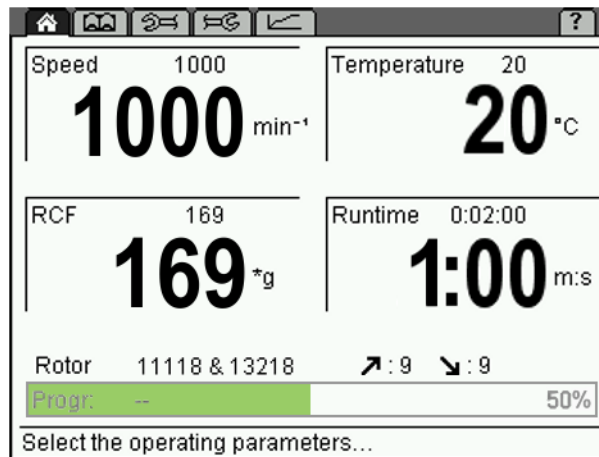 ?
Speed 1000
1000 min⁻¹
Temperature 20
20 °C
RCF 169
169 *g
Runtime 0:02:00
1:00 m:s
Rotor 11118 & 13218 ↗: 9 ↘: 9
Progr: -- 50%
Select the operating parameters...